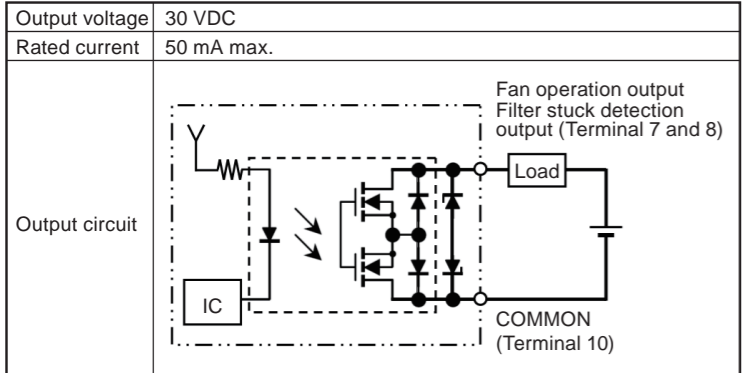 Output voltage 30 VDC
Rated current 50 mA max.
Output circuit
Fan operation output
Filter stuck detection
output (Terminal 7 and 8)
Load
IC
COMMON
(Terminal 10)